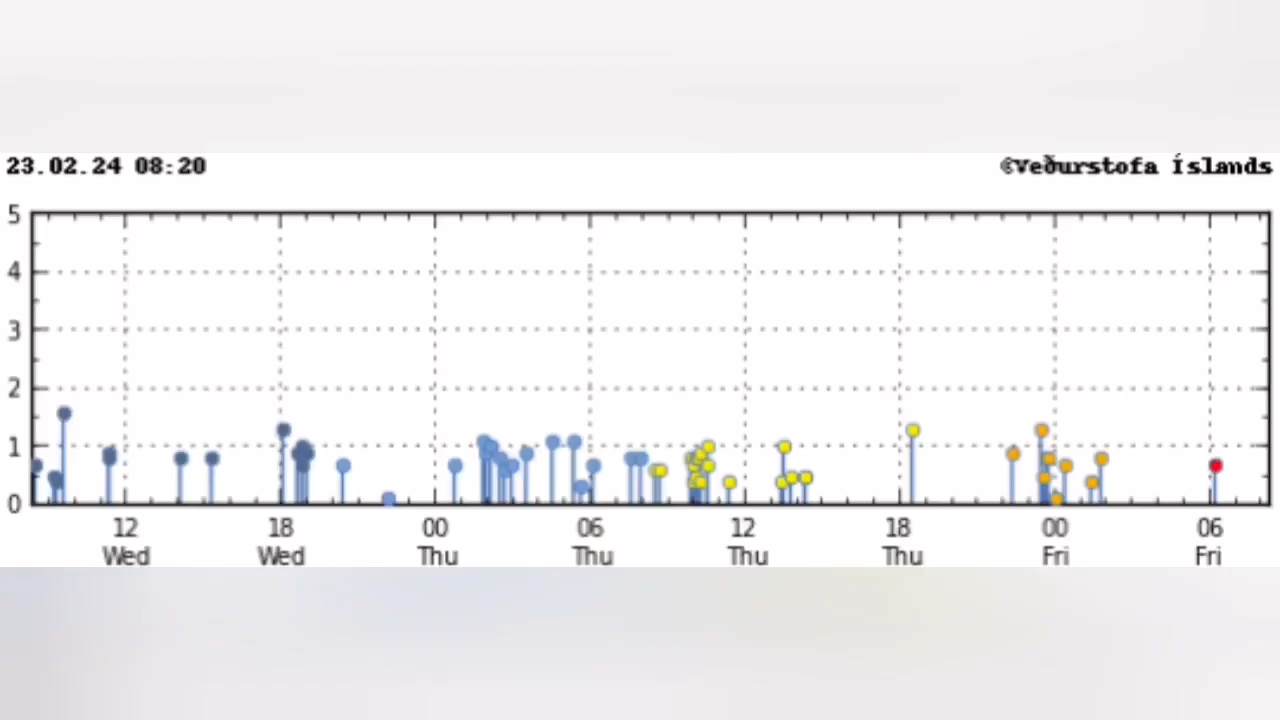 23.02.24 08:20 ©Veðurstofa Íslands
5
4
3
2
1
0
12 18 00 06 12 18 00 06
Wed Wed Thu Thu Thu Thu Fri Fri